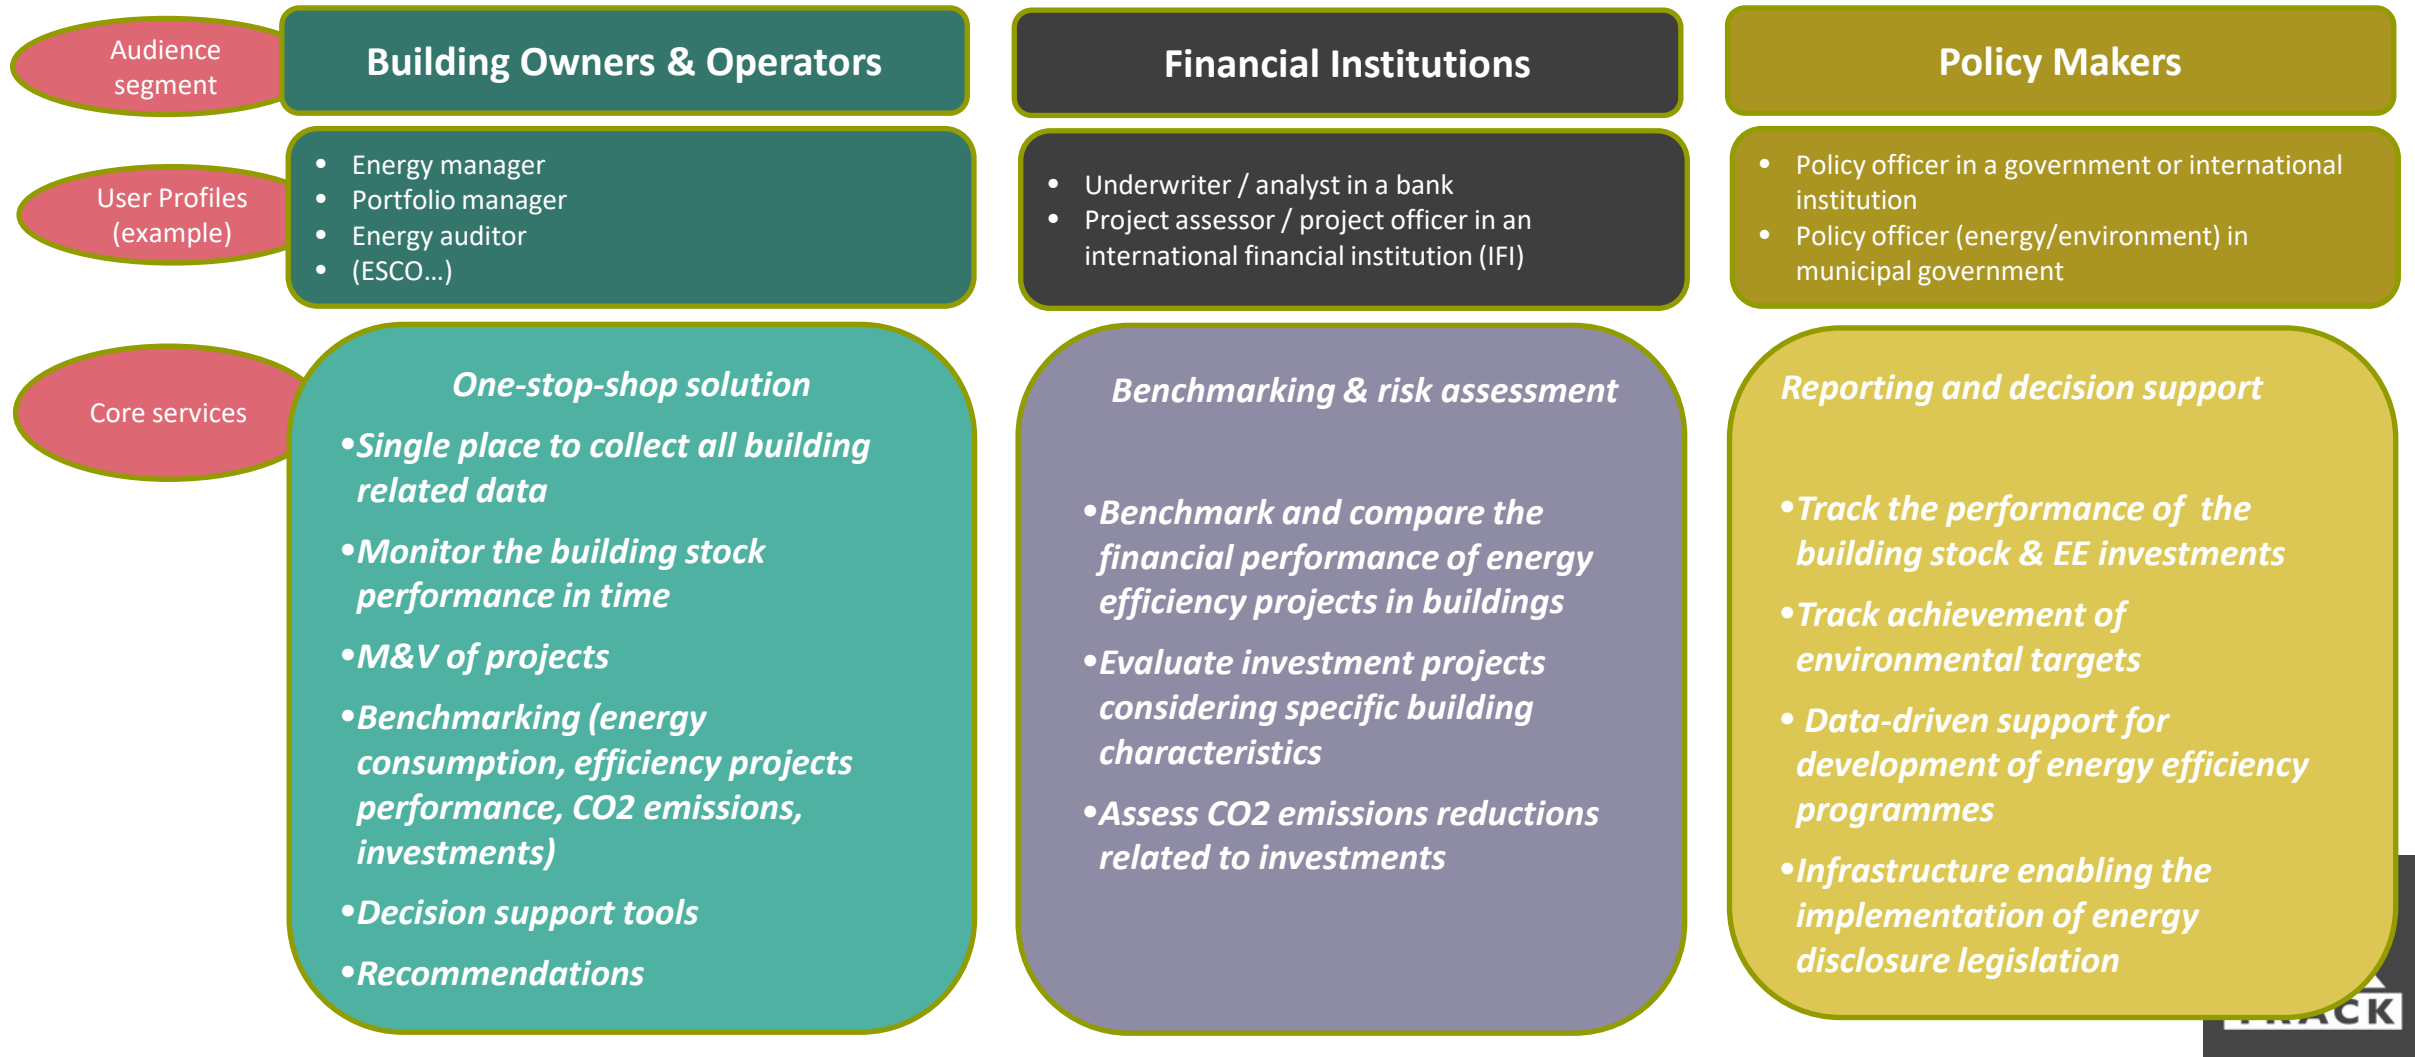 Audience
segment
Building Owners & Operators
Financial Institutions
Policy Makers
User Profiles
(example)
• Energy manager
• Portfolio manager
• Energy auditor
• (ESCO...)
• Underwriter / analyst in a bank
• Project assessor / project officer in an
international financial institution (IFI)
• Policy officer in a government or international
institution
• Policy officer (energy/environment) in
municipal government
Core services
One-stop-shop solution
•Single place to collect all building
related data
•Monitor the building stock
performance in time
•M&V of projects
•Benchmarking (energy
consumption, efficiency projects
performance, CO2 emissions,
investments)
•Decision support tools
•Recommendations
Benchmarking & risk assessment
•Benchmark and compare the
financial performance of energy
efficiency projects in buildings
•Evaluate investment projects
considering specific building
characteristics
•Assess CO2 emissions reductions
related to investments
Reporting and decision support
•Track the performance of the
building stock & EE investments
•Track achievement of
environmental targets
• Data-driven support for
development of energy efficiency
programmes
•Infrastructure enabling the
implementation of energy
disclosure legislation
TRACK